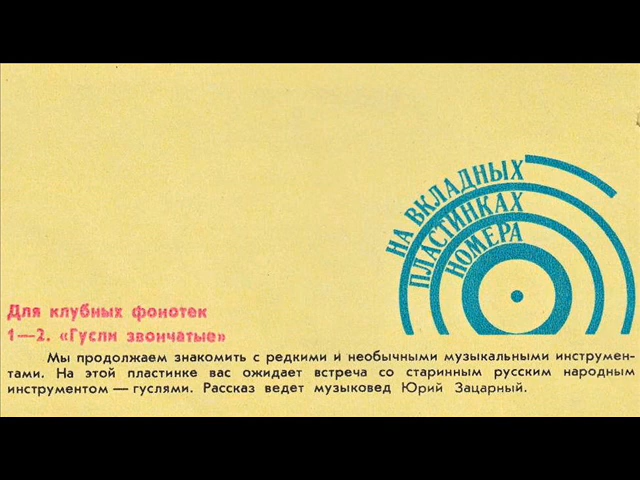 НА ВКЛАДНЫХ
ПЛАСТИНКАХ
НОМЕРА
Для клубных фонотек
1—2. «Гусли звончатые»
Мы продолжаем знакомить с редкими и необычными музыкальными инструмен-
тами. На этой пластинке вас ожидает встреча со старинным русским народным
инструментом — гуслями. Рассказ ведет музыковед Юрий Зацарный.